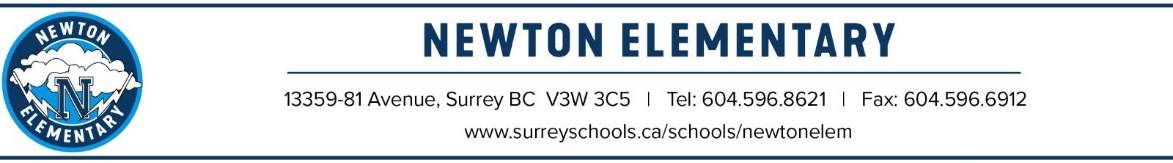 NEWTON
N
ELEMENTARY
NEWTON ELEMENTARY
13359-81 Avenue, Surrey BC  V3W 3C5  |  Tel: 604.596.8621  |  Fax: 604.596.6912
www.surreyschools.ca/schools/newtonelem